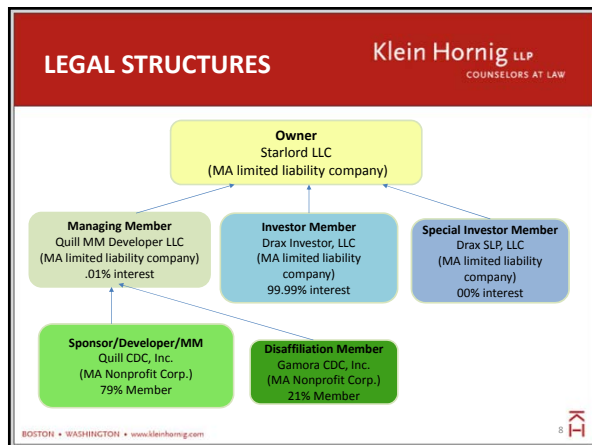 LEGAL STRUCTURES
Klein Hornig LLP
COUNSELORS AT LAW
Owner
Starlord LLC
(MA limited liability company)
Managing Member
Quill MM Developer LLC
(MA limited liability company)
.01% interest
Investor Member
Drax Investor, LLC
(MA limited liability
company)
99.99% interest
Special Investor Member
Drax SLP, LLC
(MA limited liability
company)
00% interest
Sponsor/Developer/MM
Quill CDC, Inc.
(MA Nonprofit Corp.)
79% Member
Disaffiliation Member
Gamora CDC, Inc.
(MA Nonprofit Corp.)
21% Member
BOSTON • WASHINGTON • www.kleinhornig.com
8
KH